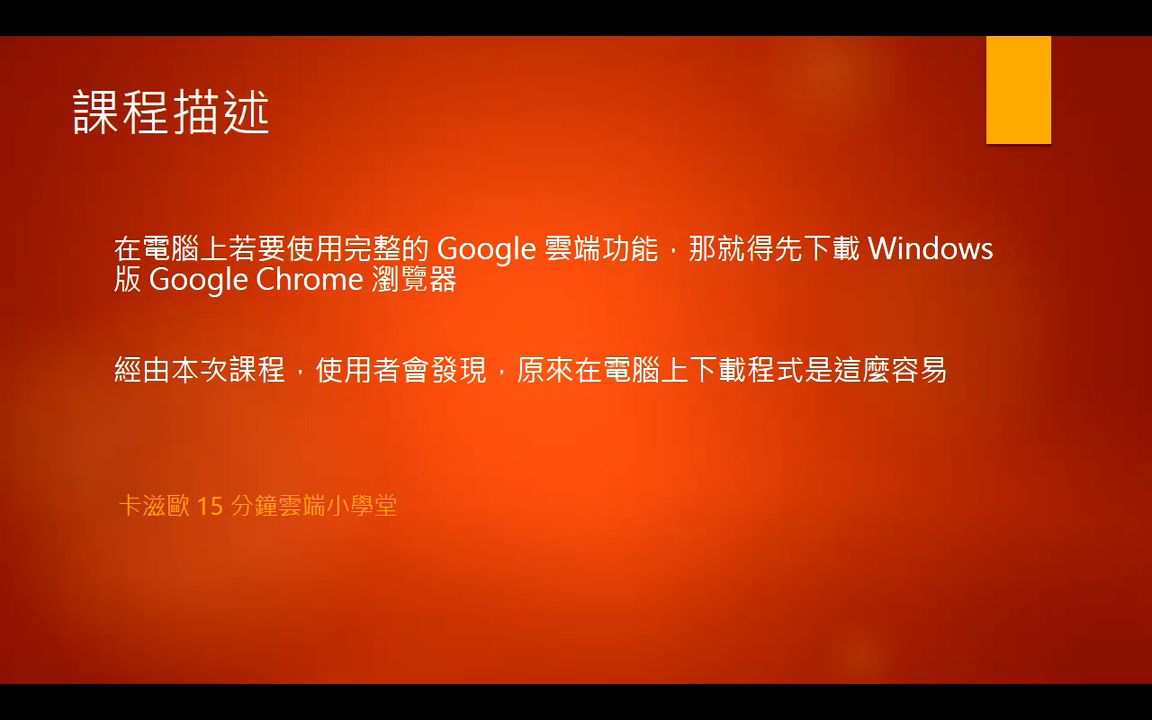 課程描述
在電腦上若要使用完整的 Google 雲端功能，那就得先下載 Windows
版 Google Chrome 瀏覽器
經由本次課程，使用者會發現，原來在電腦上下載程式是這麼容易
卡滋歐 15 分鐘雲端小學堂